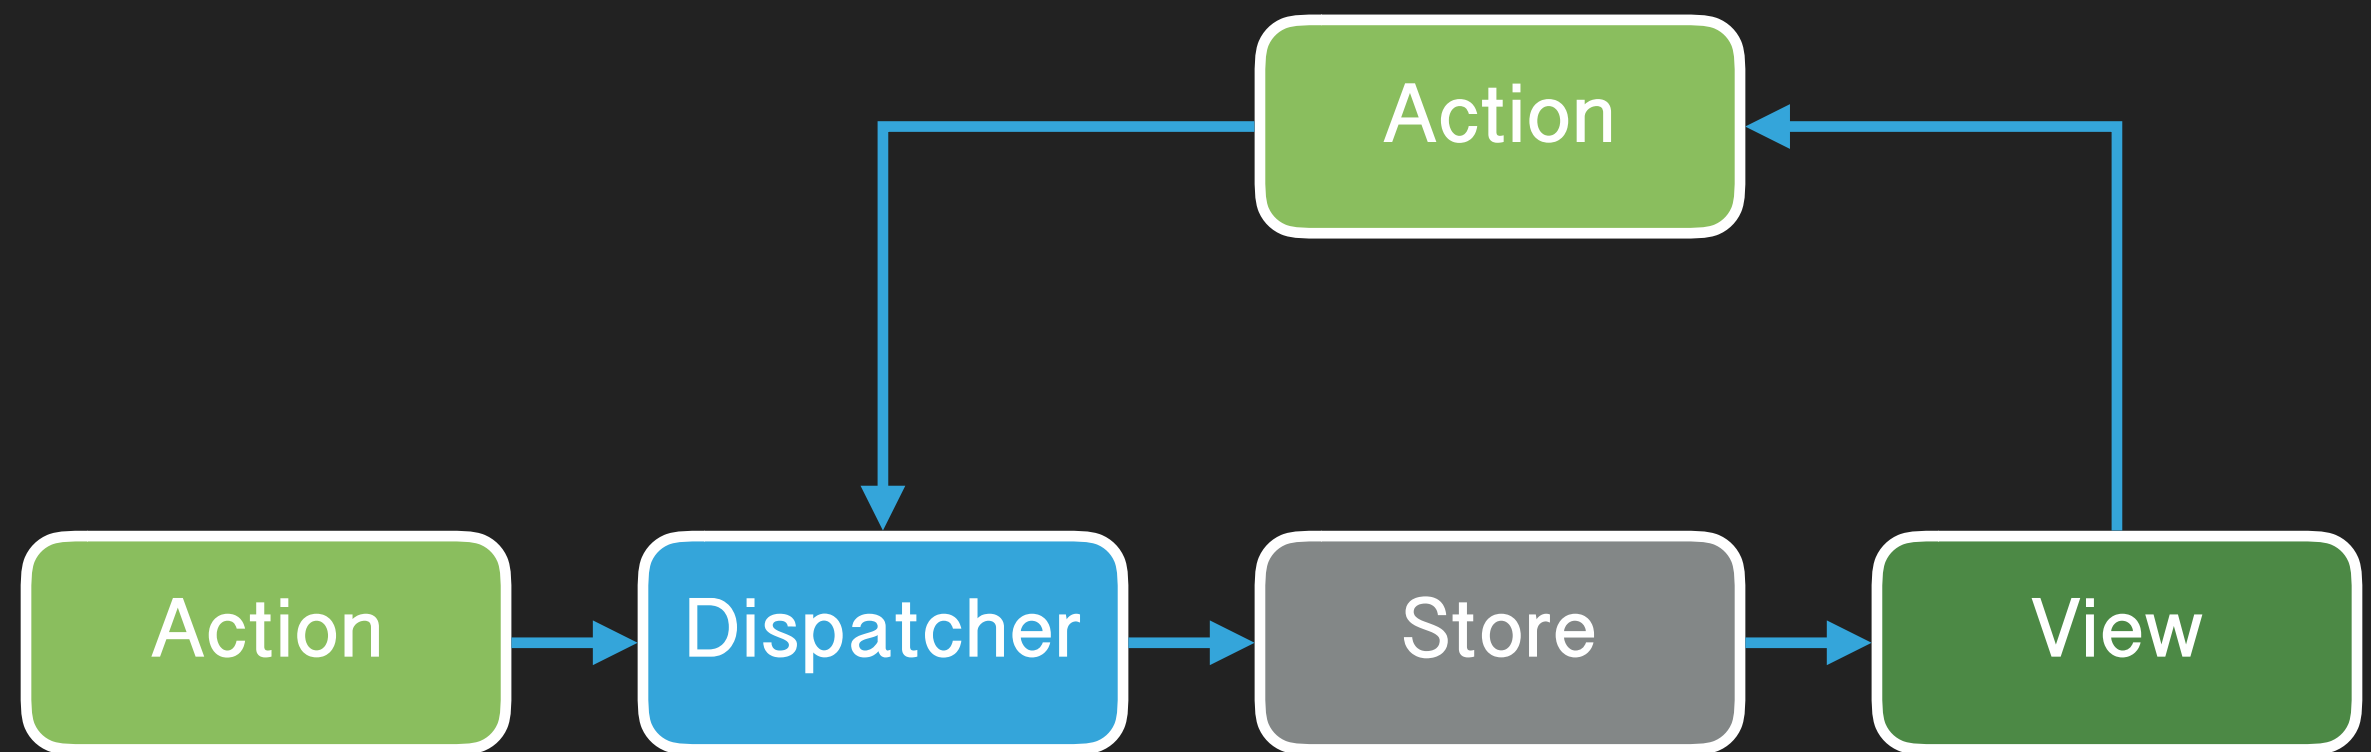 Action
Action
Dispatcher
Store
View